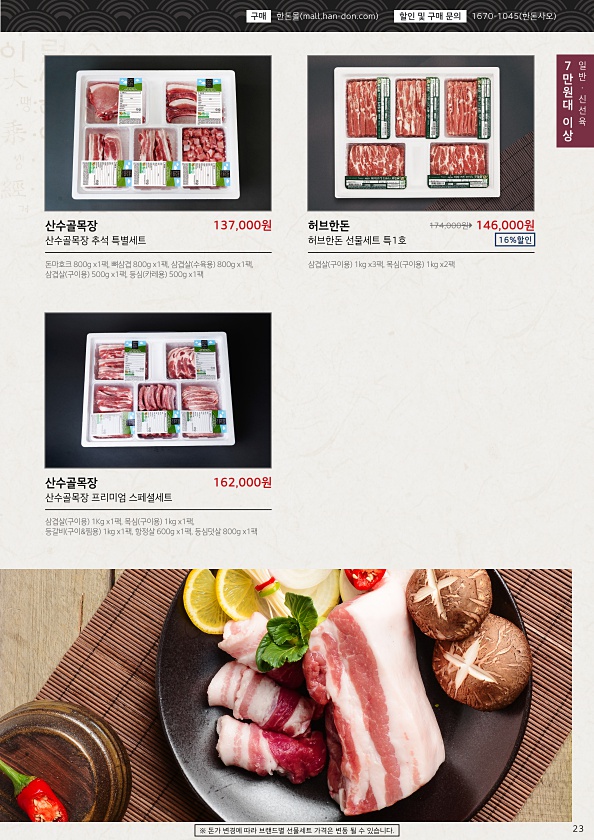 구매 한돈몰(mall.han-don.com) 할인 및 구매 문의 1670-1045(한돈사오)
일반·신선육
7만원대 이상
산수골목장 137,000원
산수골목장 추석 특별세트
돈마호크 800g x1팩, 뼈삼겹 800g x1팩, 삼겹살(수육용) 800g x1팩,
삼겹살(구이용) 500g x1팩, 등심(카레용) 500g x1팩
허브한돈 174,000원 146,000원
허브한돈 선물세트 특1호 16%할인
삼겹살(구이용) 1kg x3팩, 목심(구이용) 1kg x2팩
산수골목장 162,000원
산수골목장 프리미엄 스페셜세트
삼겹살(구이용) 1Kg x1팩, 목심(구이용) 1kg x1팩,
등갈비(구이&찜용) 1kg x1팩, 항정살 600g x1팩, 등심덧살 800g x1팩
※ 돈가 변경에 따라 브랜드별 선물세트 가격은 변동 될 수 있습니다.
23